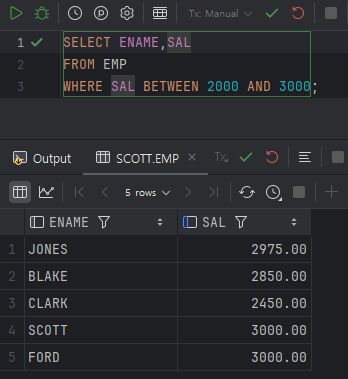 Tx: Manual
1 SELECT ENAME,SAL
2 FROM EMP
3 WHERE SAL BETWEEN 2000 AND 3000;
Output SCOTT.EMP Tx
5 rows
ENAME SAL
1 JONES 2975.00
2 BLAKE 2850.00
3 CLARK 2450.00
4 SCOTT 3000.00
5 FORD 3000.00